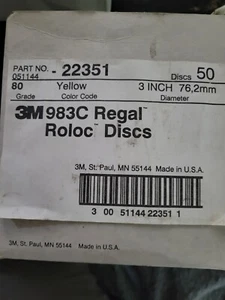 PART NO. - 22351 Discs 50
051144
80 Yellow 3 INCH 76,2mm
Grade Color Code Diameter
3M 983C Regal™
Roloc™ Discs
3M, St. Paul, MN 55144 Made in U.S.A.
3 00 51144 22351 1
3M, St. Paul, MN 55144 Made in U.S.A.